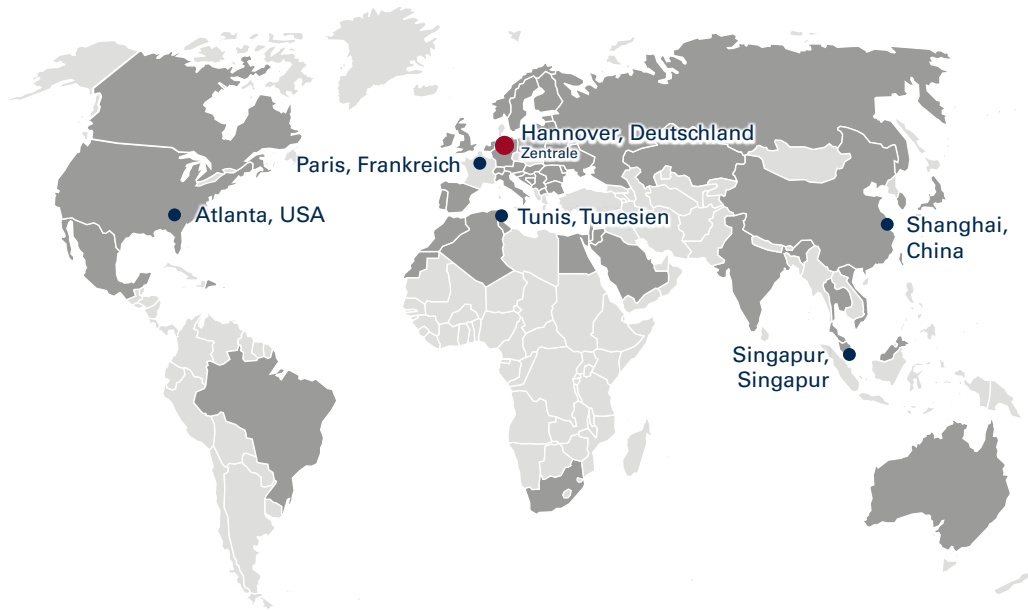 Hannover, Deutschland
Zentrale
Paris, Frankreich
Atlanta, USA
Tunis, Tunesien
Shanghai,
China
Singapur,
Singapur